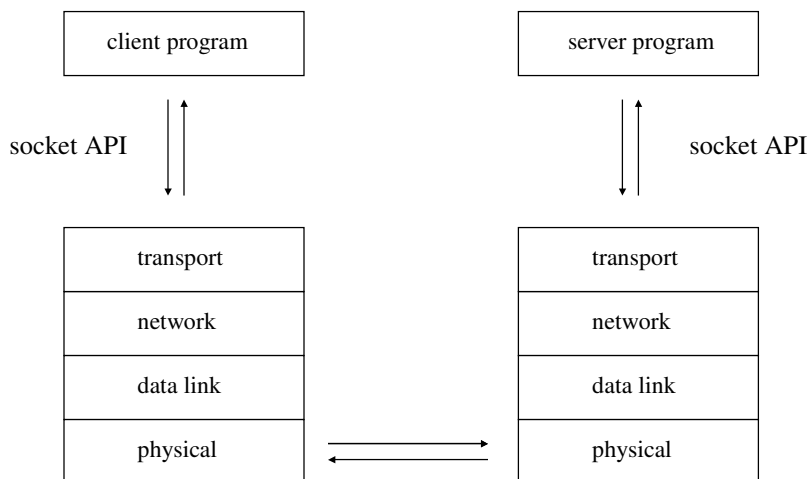 client program
server program
socket API
socket API
transport
transport
network
network
data link
data link
physical
physical